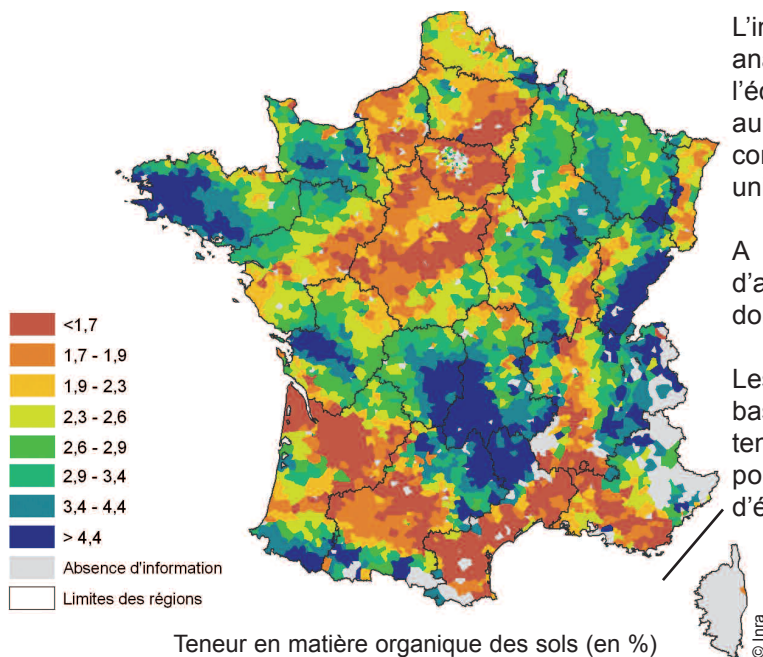 L'in
ana
l'éc
au
con
un
A
d'a
do
Les
bas
ten
po
d'é
<1,7
1,7 - 1,9
1,9 - 2,3
2,3 - 2,6
2,6 - 2,9
2,9 - 3,4
3,4 - 4,4
> 4,4
Absence d'information
Limites des régions
Teneur en matière organique des sols (en %)
© Inra